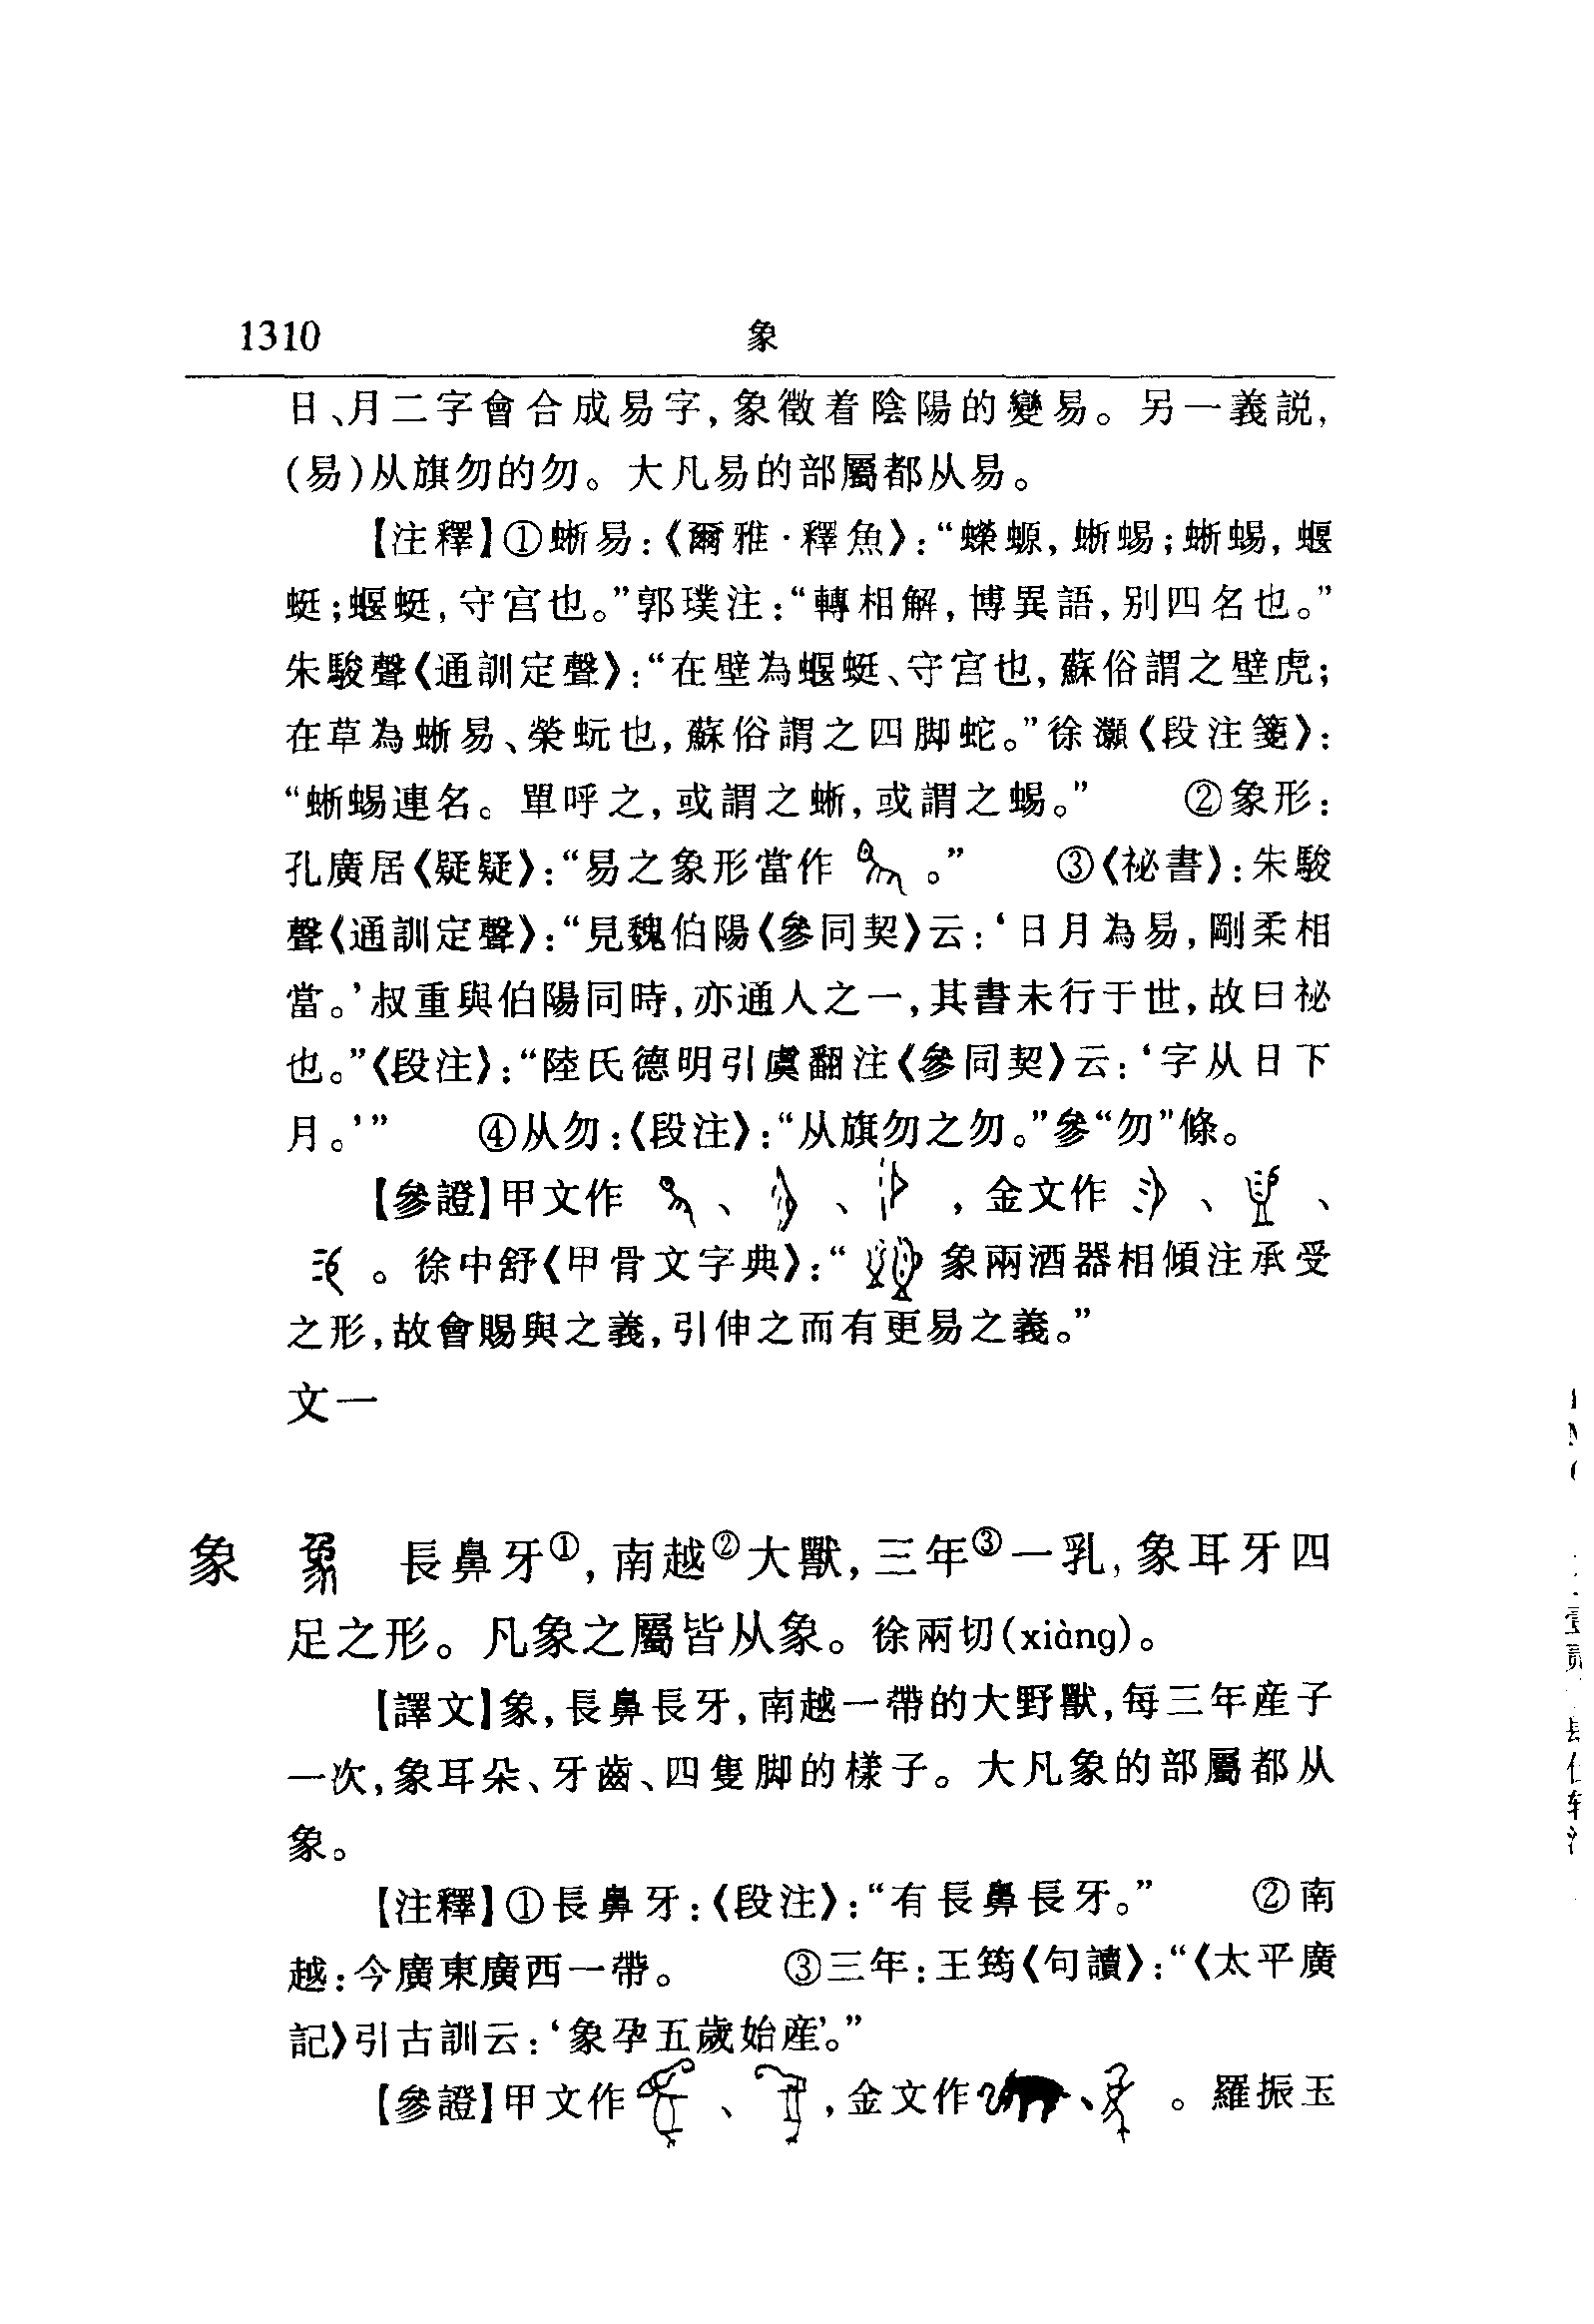 1310 象
日、月二字會合成易字,象徵着陰陽的變易。另一義説,
(易)从旗勿的勿。大凡易的部屬都从易。
【注釋】①蜥易:《爾雅·釋魚》:“蠑螈,蜥蜴;蜥蜴,蝘
蜓;蝘蜓,守宫也。”郭璞注:“轉相解,博異語,别四名也。”
朱駿聲《通訓定聲》:“在壁為蝘蜓、守宫也,蘇俗謂之壁虎;
在草為蜥易、榮蚖也,蘇俗謂之四脚蛇。”徐灝《段注箋》:
“蜥蜴連名。單呼之,或謂之蜥,或謂之蜴。” ②象形:
孔廣居《疑疑》:“易之象形當作 。” ③《祕書》:朱駿
聲《通訓定聲》:“見魏伯陽《參同契》云:‘日月為易,剛柔相
當。’叔重與伯陽同時,亦通人之一,其書未行于世,故曰祕
也。”《段注》:“陸氏德明引虞翻注《參同契》云:‘字从日下
月。’” ④从勿:《段注》:“从旗勿之勿。”參“勿”條。
【參證】甲文作 、 、 ,金文作 、 、
。徐中舒《甲骨文字典》:“ 象兩酒器相傾注承受
之形,故會賜與之義,引伸之而有更易之義。”
文一
象 長鼻牙①,南越②大獸,三年③一乳,象耳牙四
足之形。凡象之屬皆从象。徐兩切(xiàng)。
【譯文】象,長鼻長牙,南越一帶的大野獸,每三年産子
一次,象耳朵、牙齒、四隻脚的樣子。大凡象的部屬都从
象。
【注釋】①長鼻牙:《段注》:“有長鼻長牙。” ②南
越:今廣東廣西一帶。 ③三年:王筠《句讀》:“《太平廣
記》引古訓云:‘象孕五歲始産’。”
【參證】甲文作 、 ,金文作 、 。羅振玉